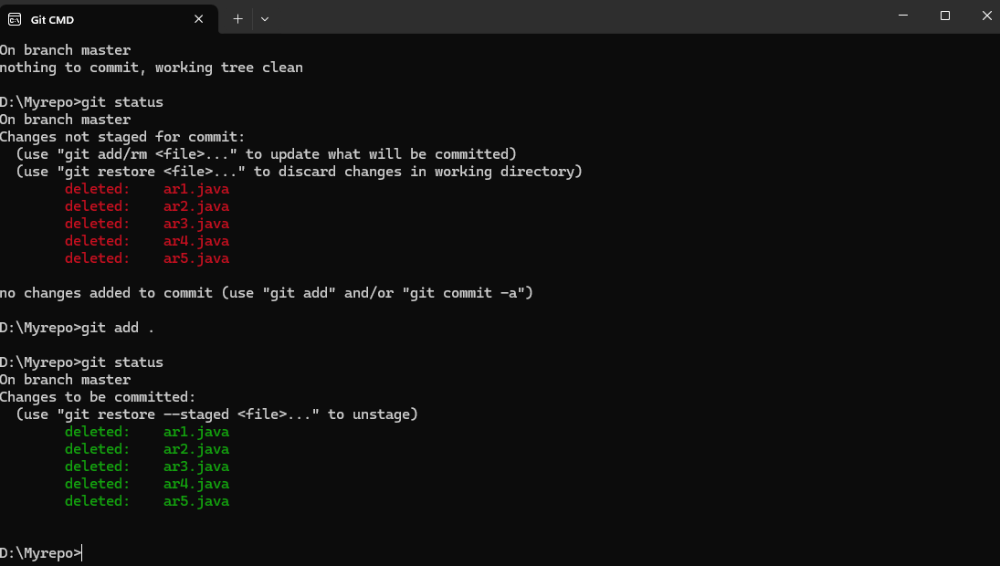 Git CMD
On branch master
nothing to commit, working tree clean
D:\Myrepo>git status
On branch master
Changes not staged for commit:
  (use "git add/rm <file>..." to update what will be committed)
  (use "git restore <file>..." to discard changes in working directory)
        deleted:    ar1.java
        deleted:    ar2.java
        deleted:    ar3.java
        deleted:    ar4.java
        deleted:    ar5.java
no changes added to commit (use "git add" and/or "git commit -a")
D:\Myrepo>git add .
D:\Myrepo>git status
On branch master
Changes to be committed:
  (use "git restore --staged <file>..." to unstage)
        deleted:    ar1.java
        deleted:    ar2.java
        deleted:    ar3.java
        deleted:    ar4.java
        deleted:    ar5.java
D:\Myrepo>